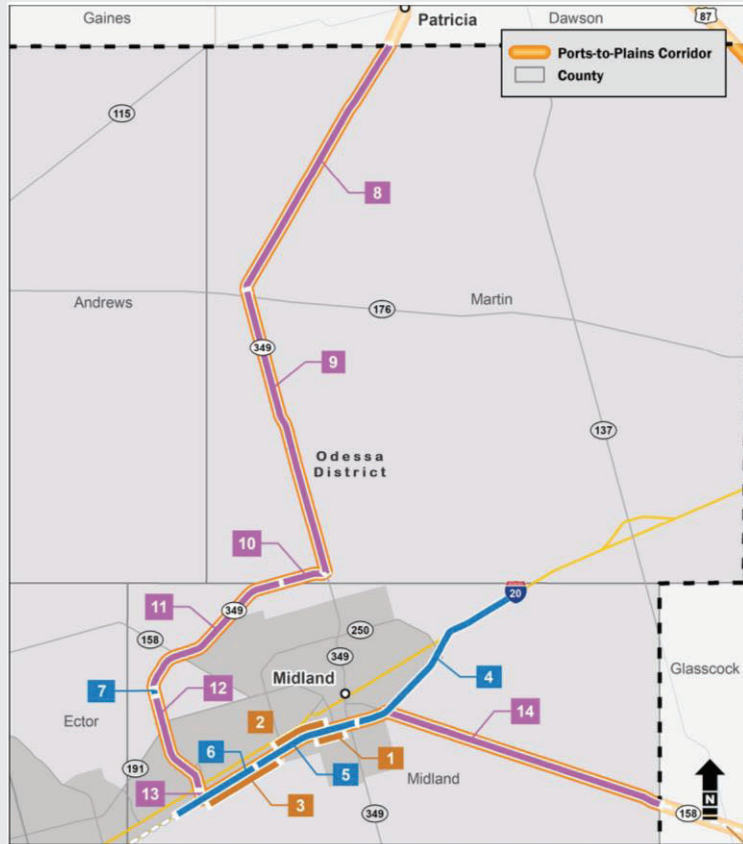 Gaines
Patricia
Dawson
87
Ports-to-Plains Corridor
County
115
8
Andrews
Martin
176
349
9
137
Odessa
District
10
11
349
20
158
250
349
4
Midland
Glasscock
7
12
14
Ector
2
6
1
5
191
Midland
13
3
N
349
158